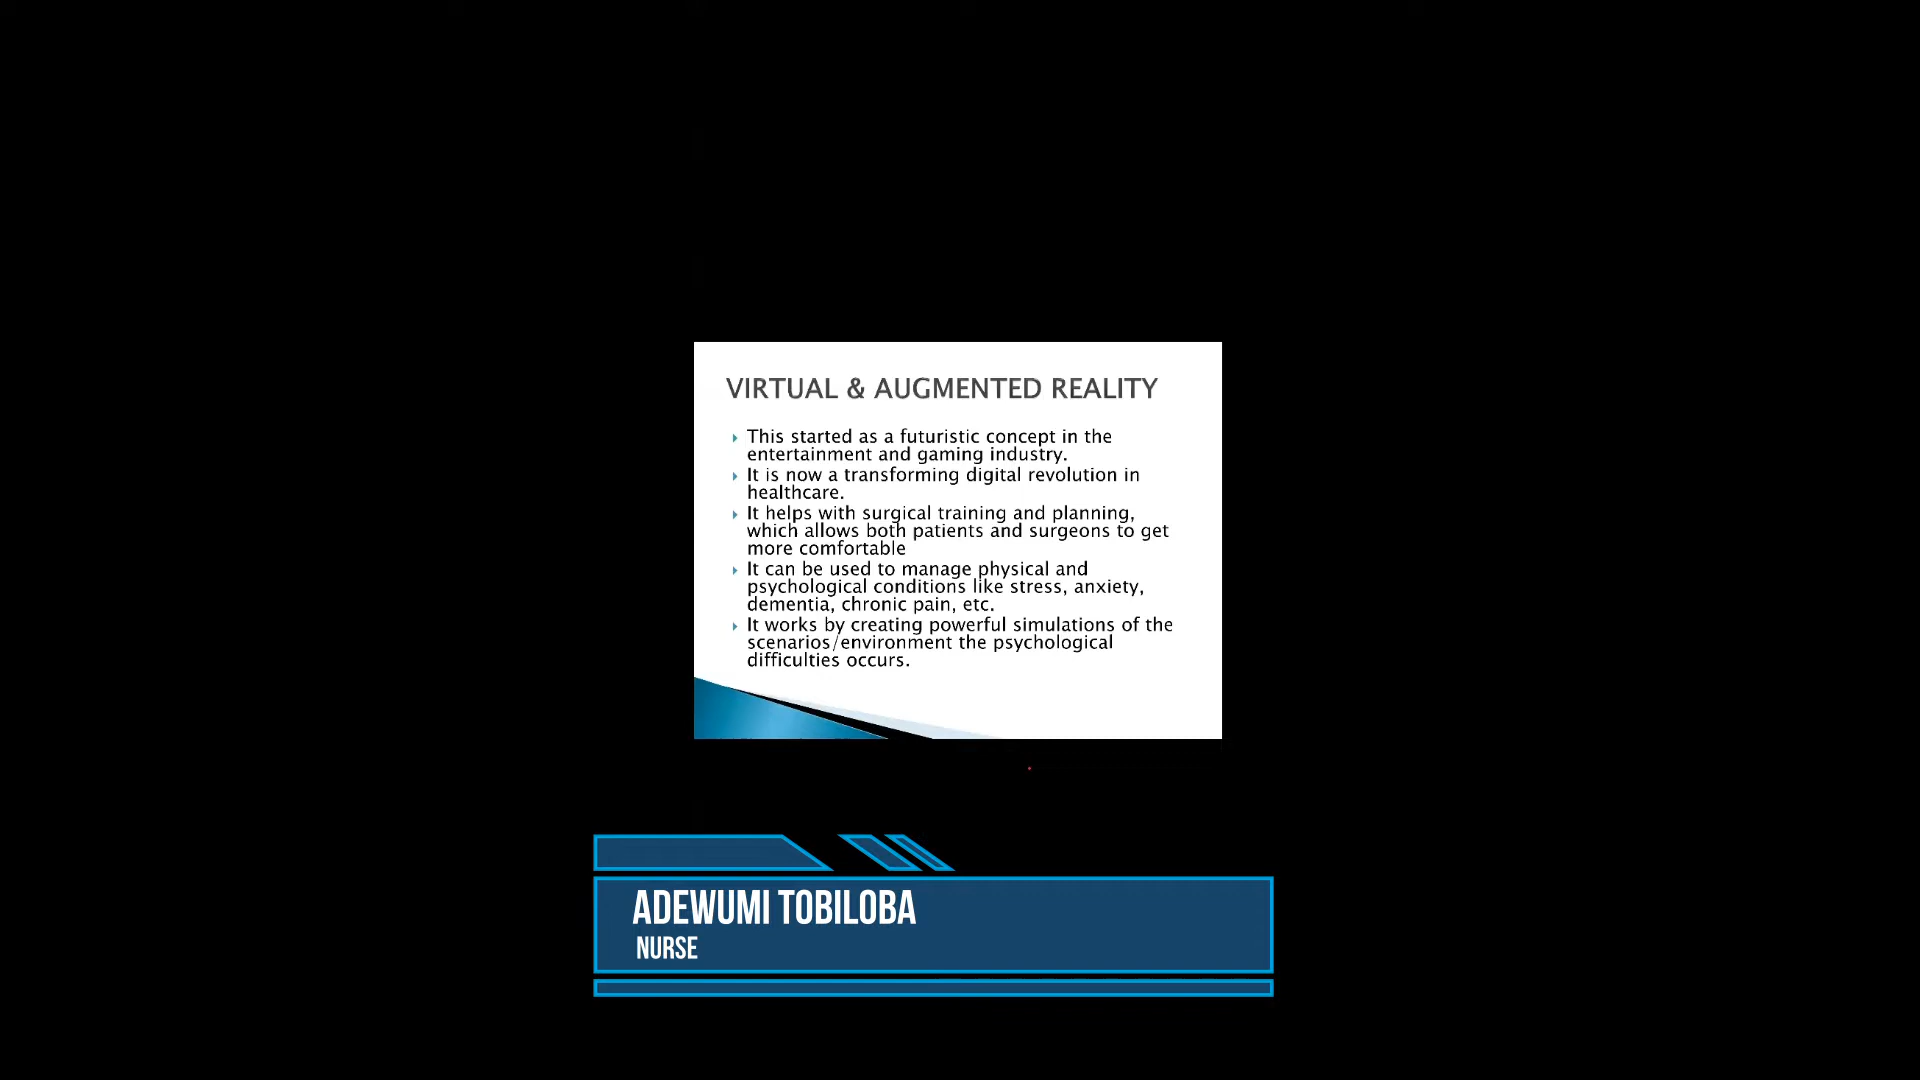 VIRTUAL & AUGMENTED REALITY
This started as a futuristic concept in the
entertainment and gaming industry.
It is now a transforming digital revolution in
healthcare.
It helps with surgical training and planning,
which allows both patients and surgeons to get
more comfortable
It can be used to manage physical and
psychological conditions like stress, anxiety,
dementia, chronic pain, etc.
It works by creating powerful simulations of the
scenarios/environment the psychological
difficulties occurs.
ADEWUMI TOBILOBA
NURSE